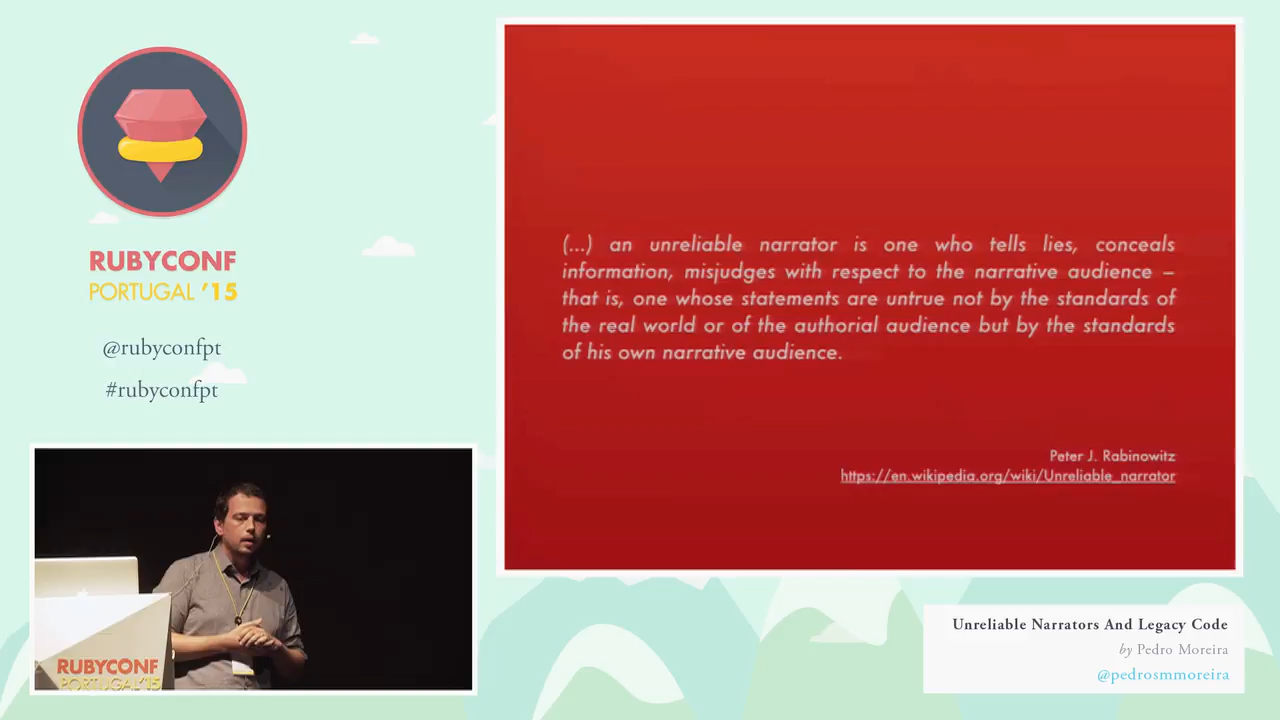 RUBYCONF
PORTUGAL '15
@rubyconfpt
#rubyconfpt
(...) an unreliable narrator is one who tells lies, conceals
information, misjudges with respect to the narrative audience –
that is, one whose statements are untrue not by the standards of
the real world or of the authorial audience but by the standards
of his own narrative audience.
Peter J. Rabinowitz
https://en.wikipedia.org/wiki/Unreliable_narrator
RUBYCONF
PORTUGAL'15
Unreliable Narrators And Legacy Code
by Pedro Moreira
@pedrosmmoreira